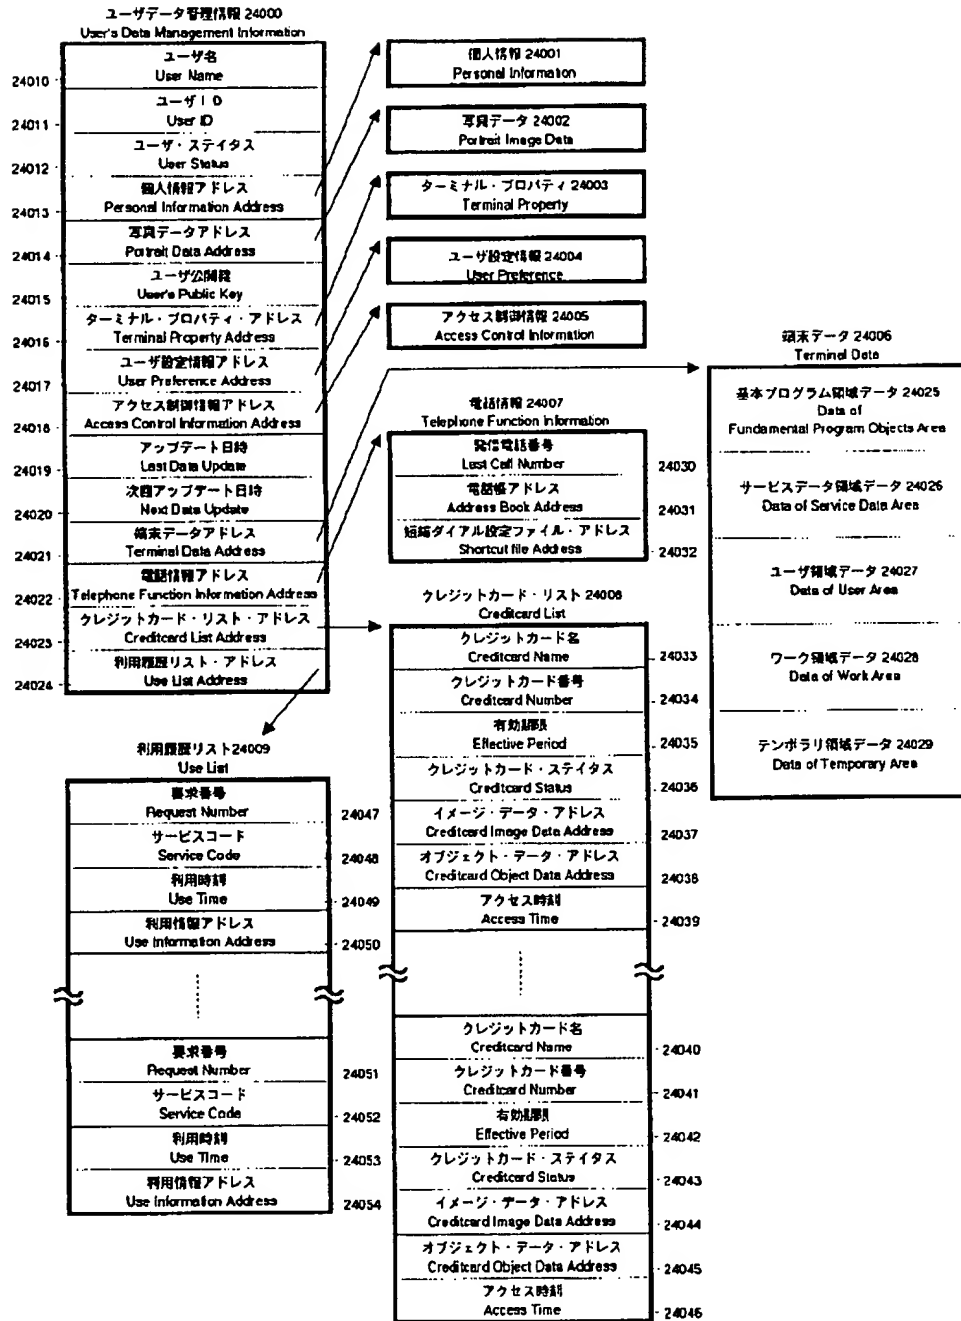 ユーザデータ管理情報 24000
User's Data Management Information
ユーザ名
User Name
24010
ユーザＩＤ
User ID
24011
ユーザ・ステイタス
User Status
24012
個人情報アドレス
Personal Information Address
24013
写真データアドレス
Portrait Data Address
24014
ユーザ公開鍵
User's Public Key
24015
ターミナル・プロパティ・アドレス
Terminal Property Address
24016
ユーザ設定情報アドレス
User Preference Address
24017
アクセス制御情報アドレス
Access Control Information Address
24018
アップデート日時
Last Data Update
24019
次回アップデート日時
Next Data Update
24020
端末データアドレス
Terminal Data Address
24021
電話情報アドレス
Telephone Function Information Address
24022
クレジットカード・リスト・アドレス
Creditcard List Address
24023
利用履歴リスト・アドレス
Use List Address
24024
個人情報 24001
Personal Information
写真データ 24002
Portrait Image Data
ターミナル・プロパティ 24003
Terminal Property
ユーザ設定情報 24004
User Preference
アクセス制御情報 24005
Access Control Information
端末データ 24006
Terminal Data
基本プログラム領域データ 24025
Data of
Fundamental Program Objects Area
サービスデータ領域データ 24026
Data of Service Data Area
ユーザ領域データ 24027
Data of User Area
ワーク領域データ 24028
Data of Work Area
テンポラリ領域データ 24029
Data of Temporary Area
電話情報 24007
Telephone Function Information
発信電話番号
Last Call Number
24030
電話帳アドレス
Address Book Address
24031
短縮ダイアル設定ファイル・アドレス
Shortcut file Address
24032
クレジットカード・リスト 24008
Creditcard List
クレジットカード名
Creditcard Name
24033
クレジットカード番号
Creditcard Number
24034
有効期限
Effective Period
24035
クレジットカード・ステイタス
Creditcard Status
24036
イメージ・データ・アドレス
Creditcard Image Data Address
24037
オブジェクト・データ・アドレス
Creditcard Object Data Address
24038
アクセス時刻
Access Time
24039
クレジットカード名
Creditcard Name
24040
クレジットカード番号
Creditcard Number
24041
有効期限
Effective Period
24042
クレジットカード・ステイタス
Creditcard Status
24043
イメージ・データ・アドレス
Creditcard Image Data Address
24044
オブジェクト・データ・アドレス
Creditcard Object Data Address
24045
アクセス時刻
Access Time
24046
利用履歴リスト24009
Use List
要求番号
Request Number
24047
サービスコード
Service Code
24048
利用時刻
Use Time
24049
利用情報アドレス
Use Information Address
24050
要求番号
Request Number
24051
サービスコード
Service Code
24052
利用時刻
Use Time
24053
利用情報アドレス
Use Information Address
24054